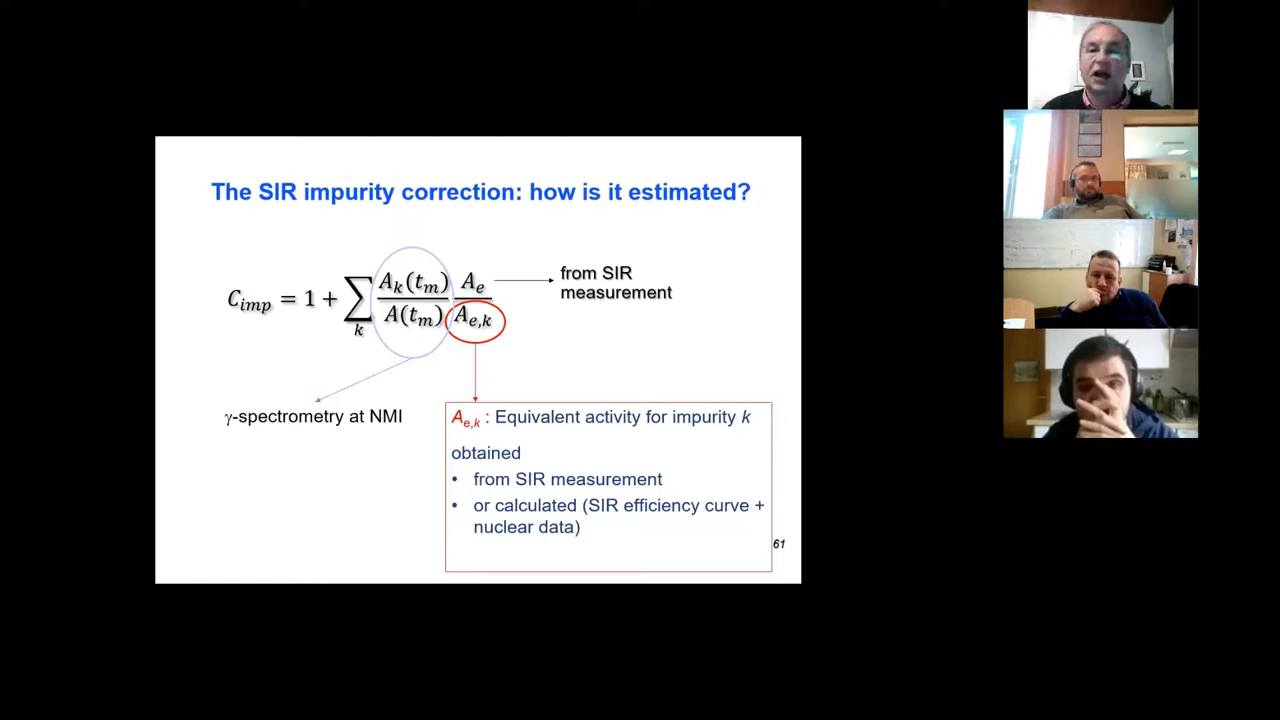 The SIR impurity correction: how is it estimated?
C_imp = 1 + ∑_k A_k(t_m)/A(t_m) A_e/A_e,k
from SIR
measurement
γ-spectrometry at NMI
A_e,k : Equivalent activity for impurity k
obtained
• from SIR measurement
• or calculated (SIR efficiency curve +
nuclear data)
61